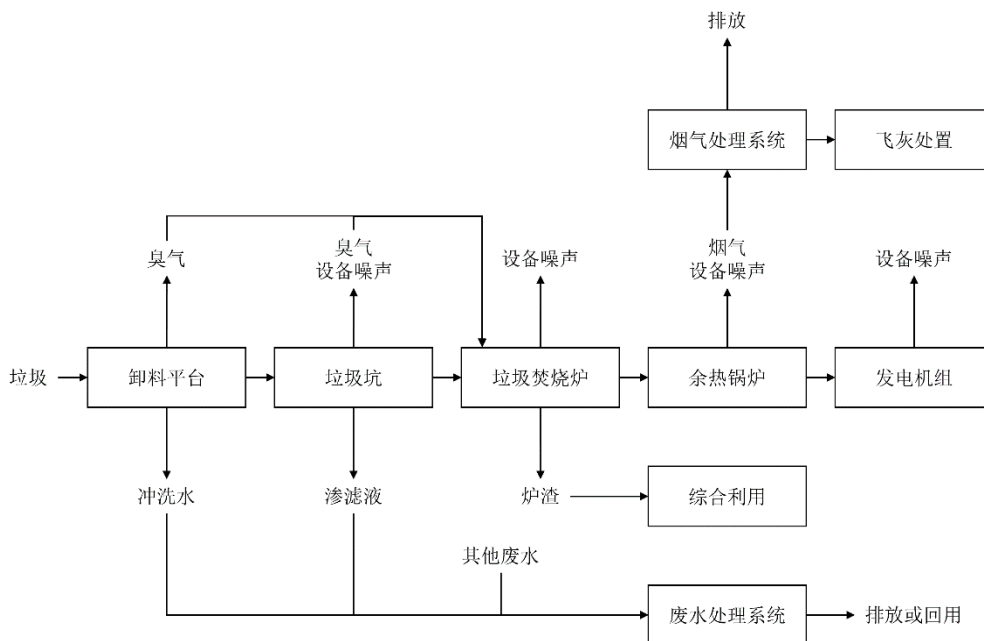 排放
烟气处理系统
飞灰处置
臭气
臭气
设备噪声
设备噪声
烟气
设备噪声
设备噪声
垃圾
卸料平台
垃圾坑
垃圾焚烧炉
余热锅炉
发电机组
冲洗水
渗滤液
炉渣
综合利用
其他废水
废水处理系统
排放或回用